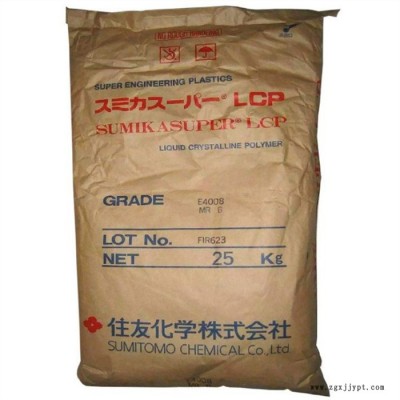 SUPER ENGINEERING PLASTICS
スミカスーパー® LCP
SUMIKASUPER® LCP
LIQUID CRYSTALLINE POLYMER
GRADE E4008
MR B
LOT No. FIR623
NET 25 Kg
住友化学株式会社
SUMITOMO CHEMICAL Co., Ltd
www.zgxjjypt.com